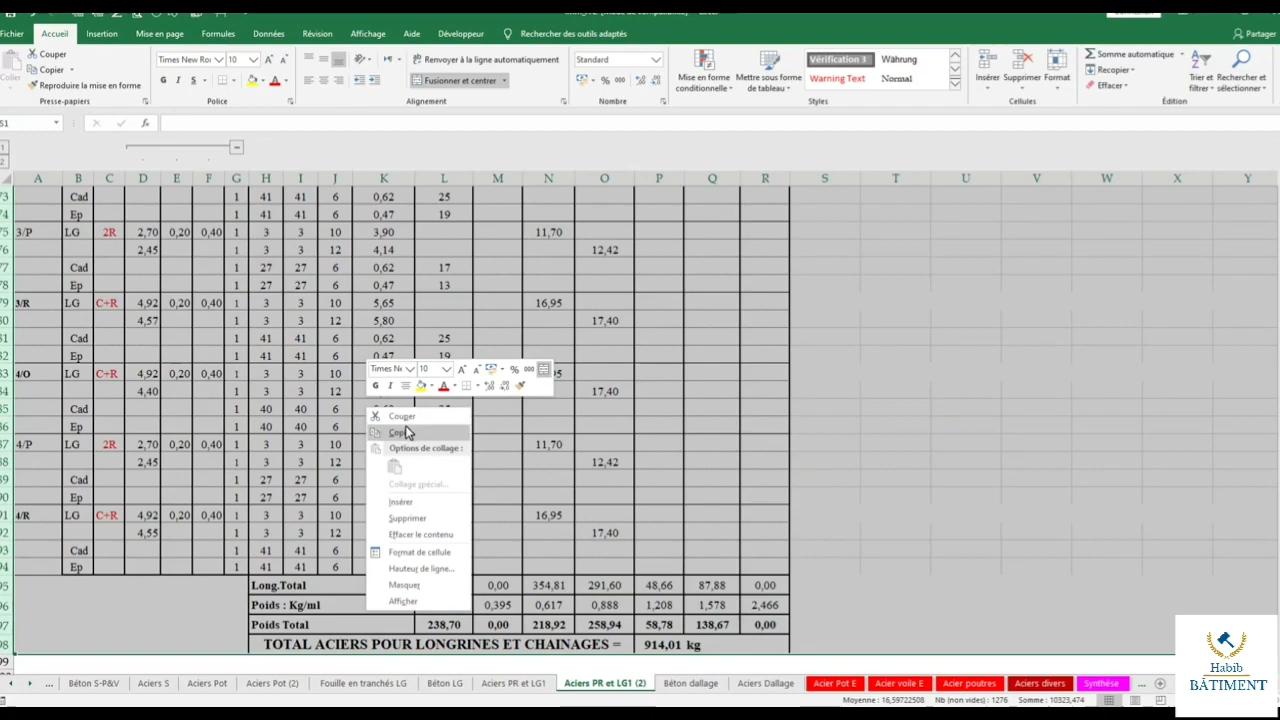 Fichier Accueil Insertion Mise en page Formules Données Révision Affichage Aide Développeur Rechercher des outils adaptés Partager
Couper
Copier
Reproduire la mise en forme
Presse-papiers
Times New Ror 10
G I S
Police
Renvoyer à la ligne automatiquement
Fusionner et centrer
Alignement
Standard
% 000
Nombre
Mise en forme conditionnelle
Mettre sous forme de tableau
Vérification 3 Währung
Warning Text Normal
Styles
Insérer Supprimer Format
Cellules
Somme automatique
Recopier
Effacer
Trier et filtrer
Rechercher et sélectionner
Édition
fx
1
2
A B C D E F G H I J K L M N O P Q R S T U V W X Y
Cad 1 41 41 6 0,62 25
Ep 1 41 41 6 0,47 19
3/P LG 2R 2,70 0,20 0,40 1 3 3 10 3,90 11,70
2,45 1 3 3 12 4,14 12,42
Cad 1 27 27 6 0,62 17
Ep 1 27 27 6 0,47 13
3/R LG C+R 4,92 0,20 0,40 1 3 3 10 5,65 16,95
4,57 1 3 3 12 5,80 17,40
Cad 1 41 41 6 0,62 25
Ep 1 41 41 6 0,47 19
4/O LG C+R 4,92 0,20 0,40 1 3 3 10
4,40 1 3 3 12 17,40
Cad 1 40 40 6
Ep 1 40 40 6
4/P LG 2R 2,70 0,20 0,40 1 3 3 10 11,70
2,45 1 3 3 12 12,42
Cad 1 27 27 6
Ep 1 27 27 6
4/R LG C+R 4,92 0,20 0,40 1 3 3 10 16,95
4,55 1 3 3 12 17,40
Cad 1 41 41 6
Ep 1 41 41 6
Long.Total 0,00 354,81 291,60 48,66 87,88 0,00
Poids : Kg/ml 0,395 0,617 0,888 1,208 1,578 2,466
Poids Total 238,70 0,00 218,92 258,94 58,78 138,67 0,00
TOTAL ACIERS POUR LONGRINES ET CHAINAGES = 914,01 kg
Times Ne 10 % 000
G I
Couper
Options de collage :
Collage spécial...
Insérer
Supprimer
Effacer le contenu
Format de cellule
Hauteur de ligne...
Masquer
Afficher
... Béton S-P&V Aciers S Aciers Pot Aciers Pot (2) Fouille en tranchés LG Béton LG Aciers PR et LG1 Aciers PR et LG1 (2) Béton dallage Aciers Dallage Acier Pot E Acier voile E Acier poutres Aciers divers Synthèse ...
Moyenne : 16,59722508 Nb (non vides) : 1276 Somme : 10323,474
Habib
BÂTIMENT